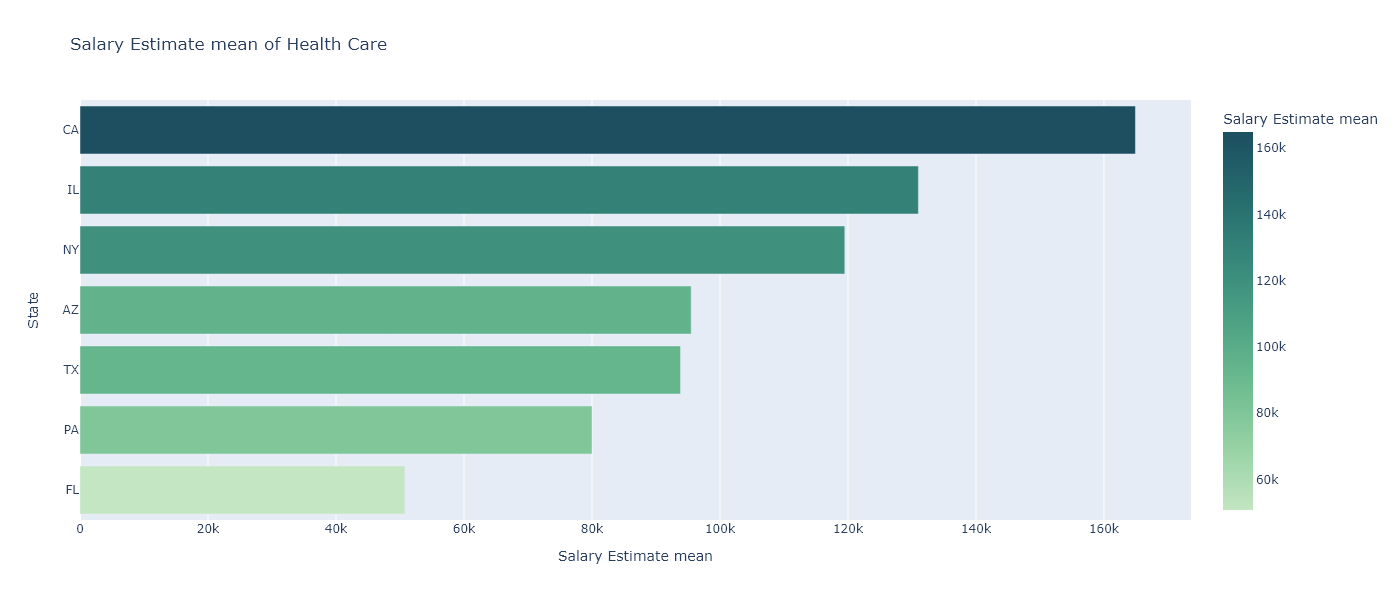 Salary Estimate mean of Health Care
Salary Estimate mean
State
CA
IL
NY
AZ
TX
PA
FL
0 20k 40k 60k 80k 100k 120k 140k 160k
Salary Estimate mean
160k
140k
120k
100k
80k
60k